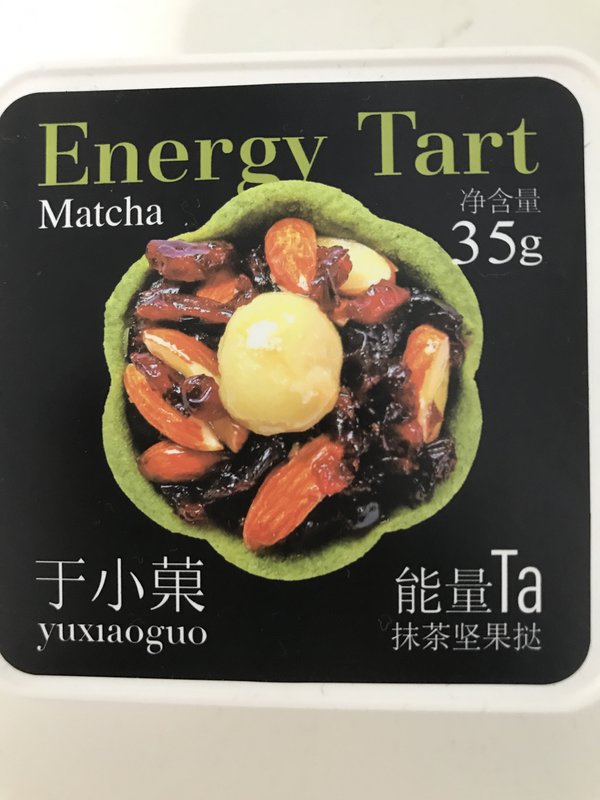 Energy Tart
Matcha
净含量
35g
于小菓
yuxiaoguo
能量Ta
抹茶坚果挞